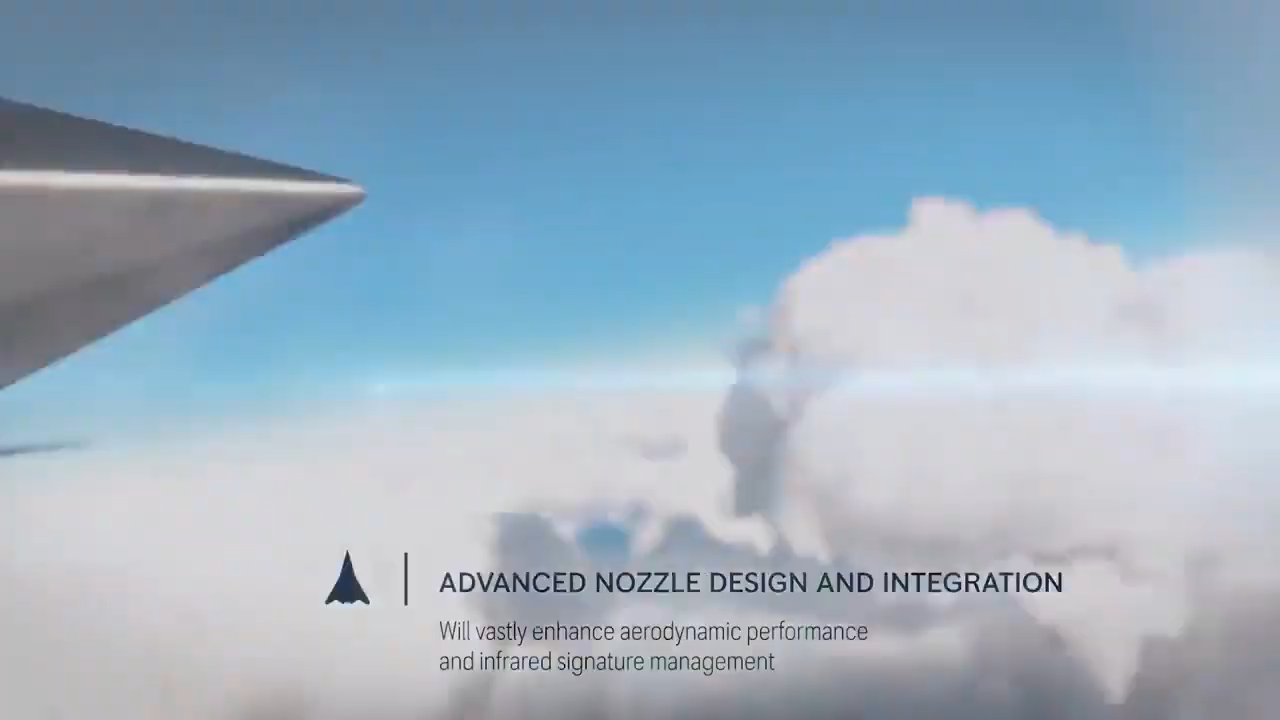 ADVANCED NOZZLE DESIGN AND INTEGRATION
Will vastly enhance aerodynamic performance
and infrared signature management